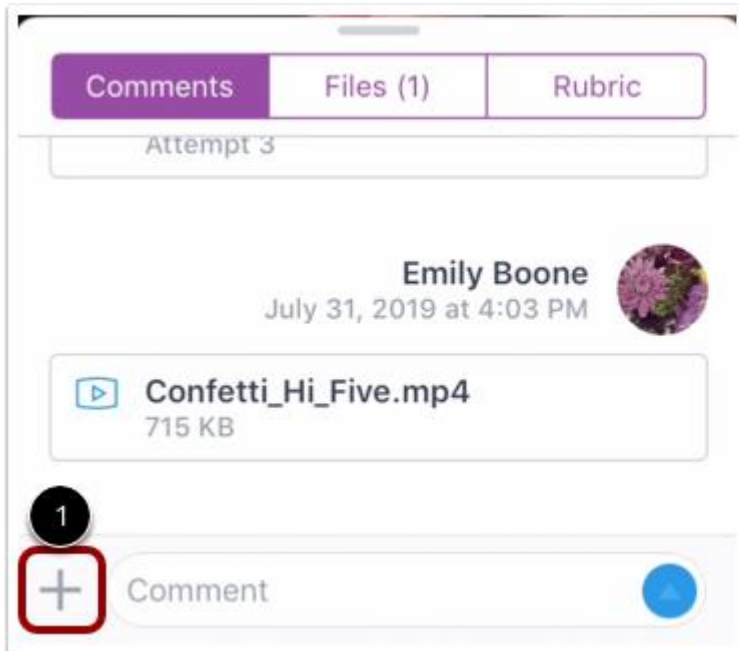 Comments Files (1) Rubric
Attempt 3
Emily Boone
July 31, 2019 at 4:03 PM
Confetti_Hi_Five.mp4
715 KB
1
Comment